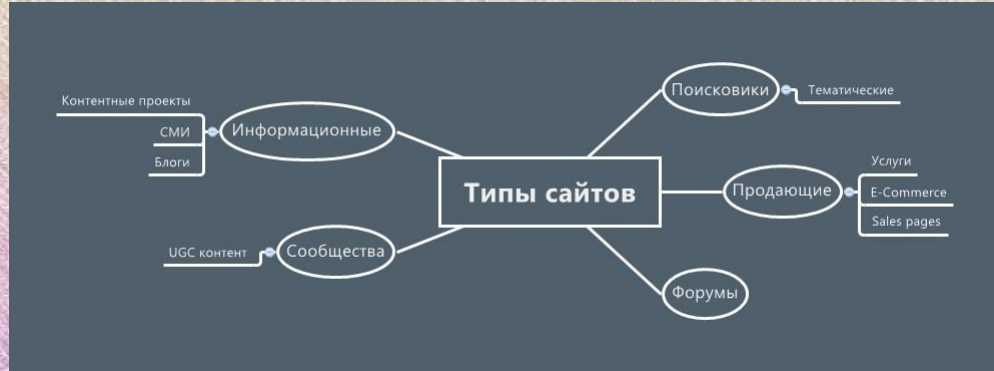 Типы сайтов
Информационные
Контентные проекты
СМИ
Блоги
Сообщества
UGC контент
Поисковики
Тематические
Продающие
Услуги
E-Commerce
Sales pages
Форумы